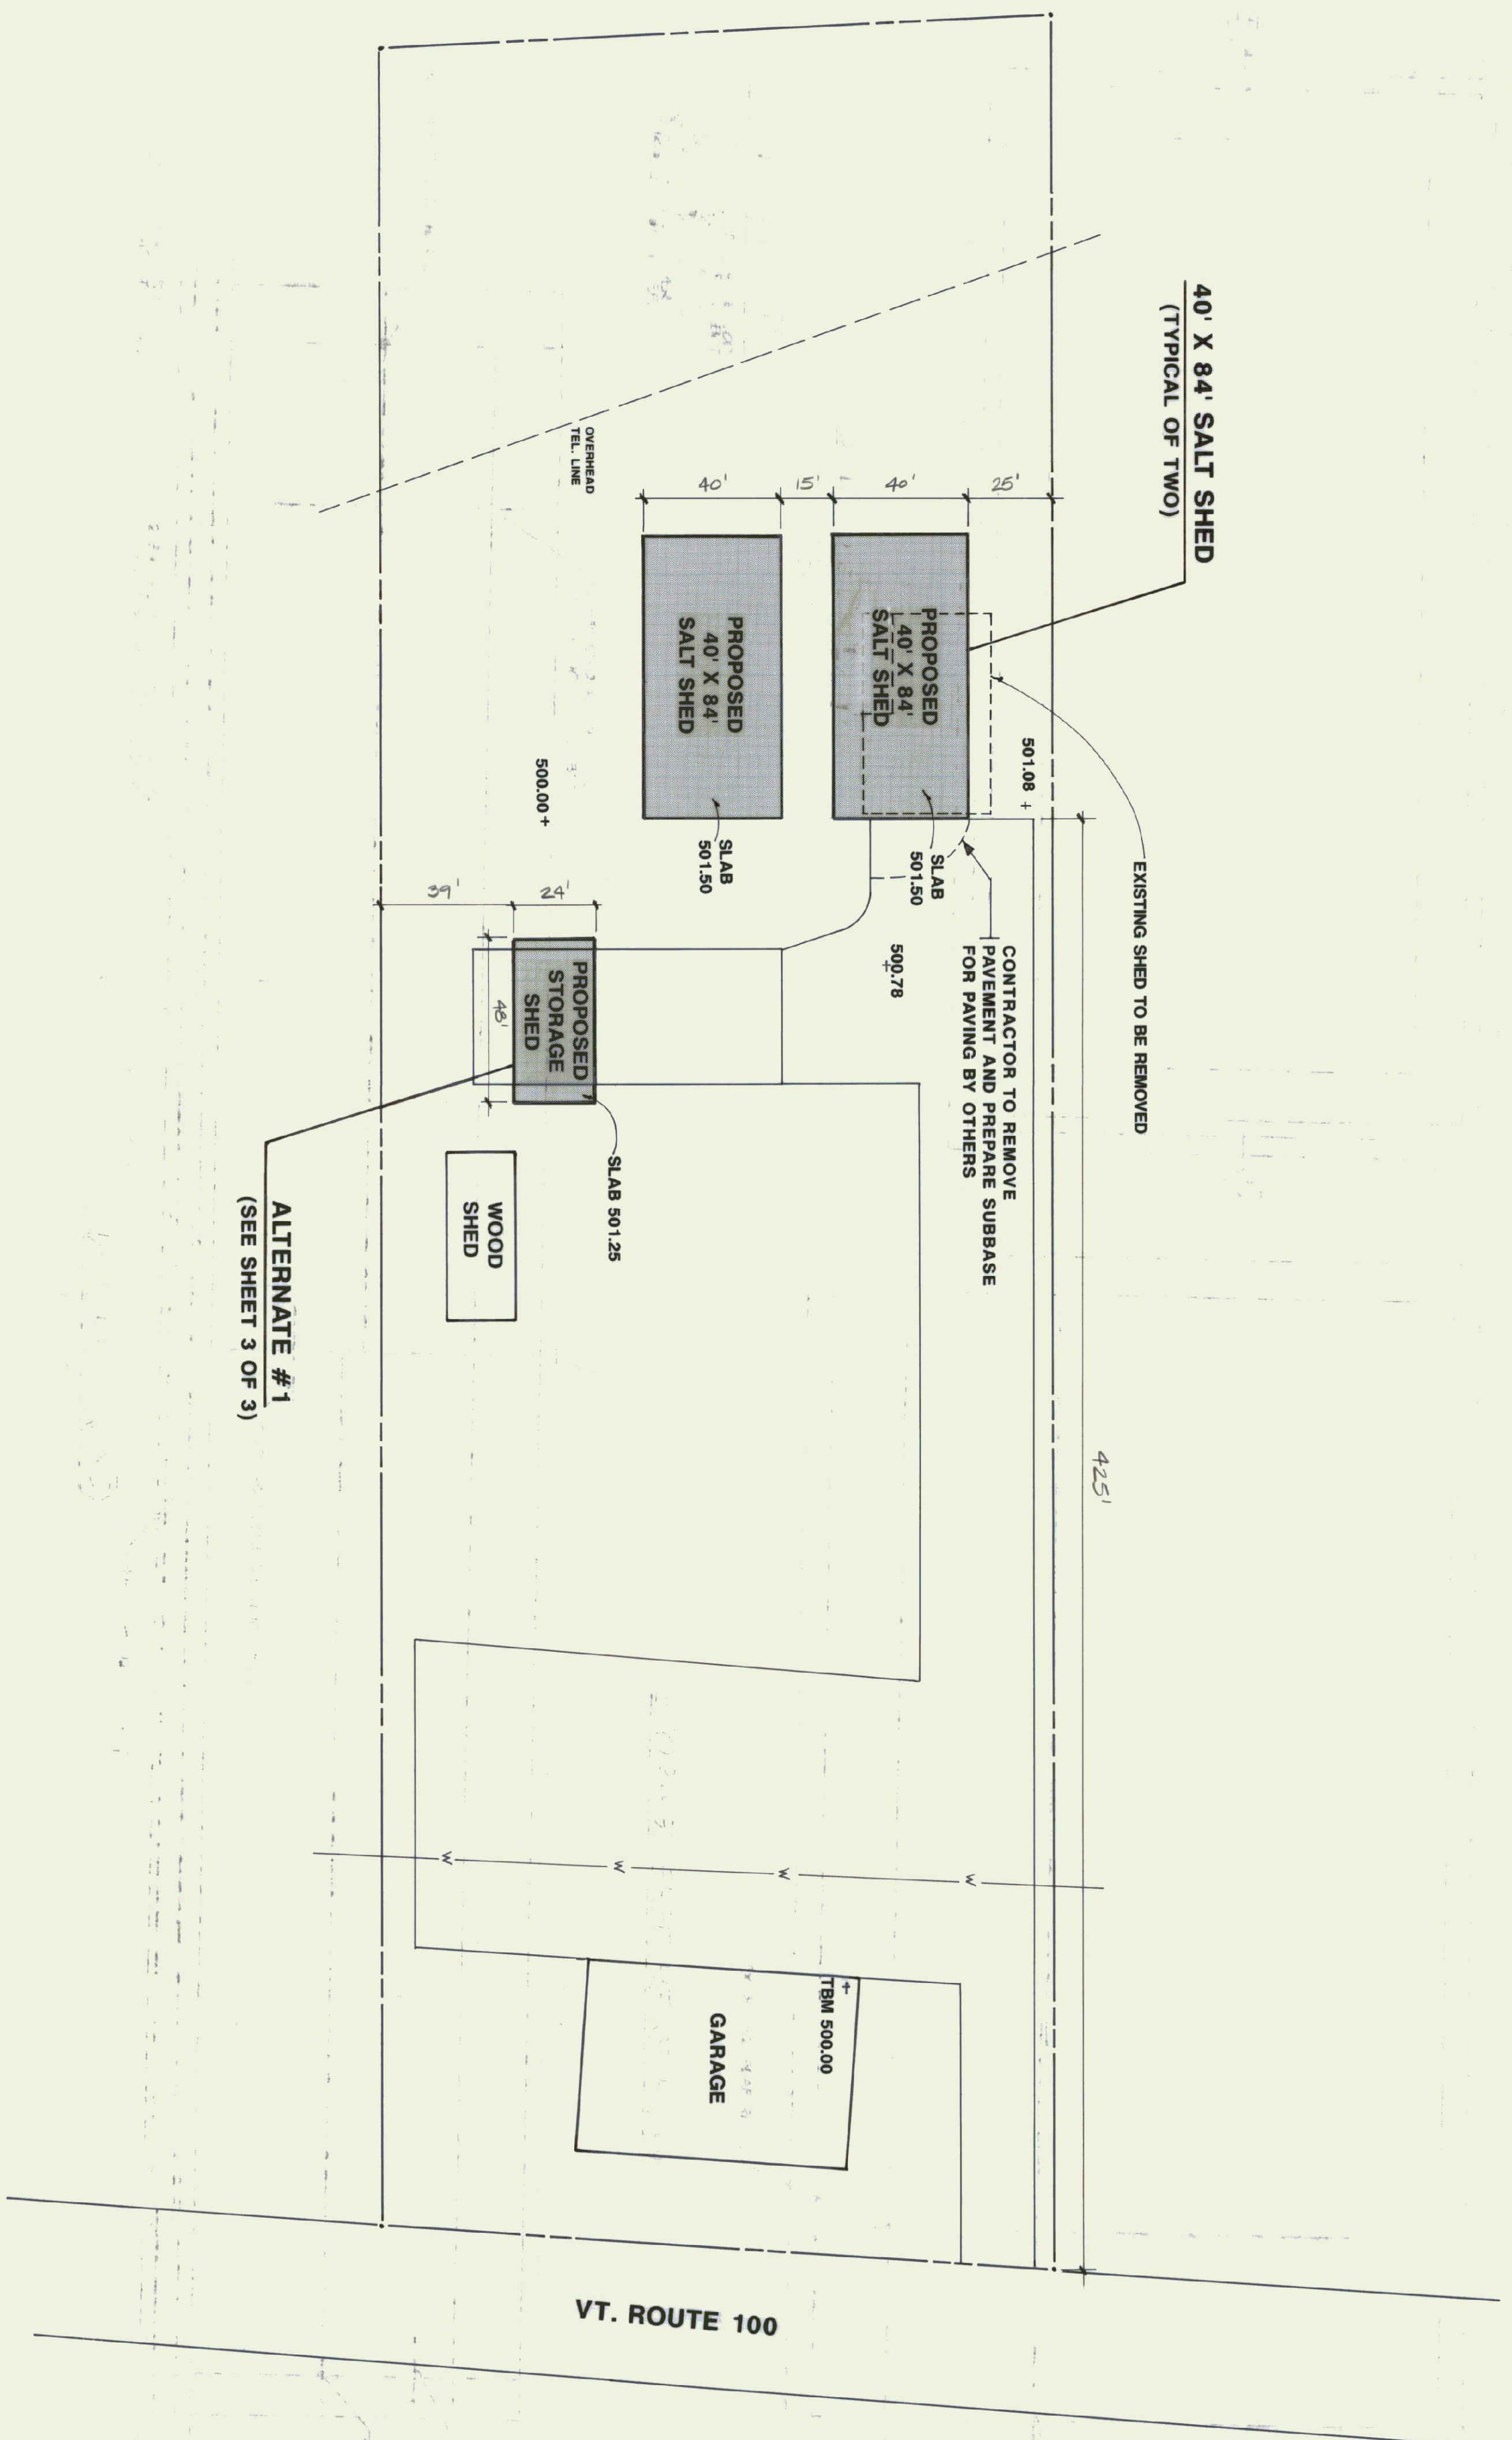 40' X 84' SALT SHED
(TYPICAL OF TWO)
OVERHEAD
TEL. LINE
40'
15'
40'
25'
PROPOSED
40' X 84'
SALT SHED
PROPOSED
40' X 84'
SALT SHED
501.08 +
500.00 +
SLAB
501.50
SLAB
501.50
EXISTING SHED TO BE REMOVED
39'
24'
500.78
+
CONTRACTOR TO REMOVE
PAVEMENT AND PREPARE SUBBASE
FOR PAVING BY OTHERS
PROPOSED
STORAGE
SHED
48'
SLAB 501.25
WOOD
SHED
ALTERNATE #1
(SEE SHEET 3 OF 3)
425'
W
W
W
W
TBM 500.00
+
GARAGE
VT. ROUTE 100